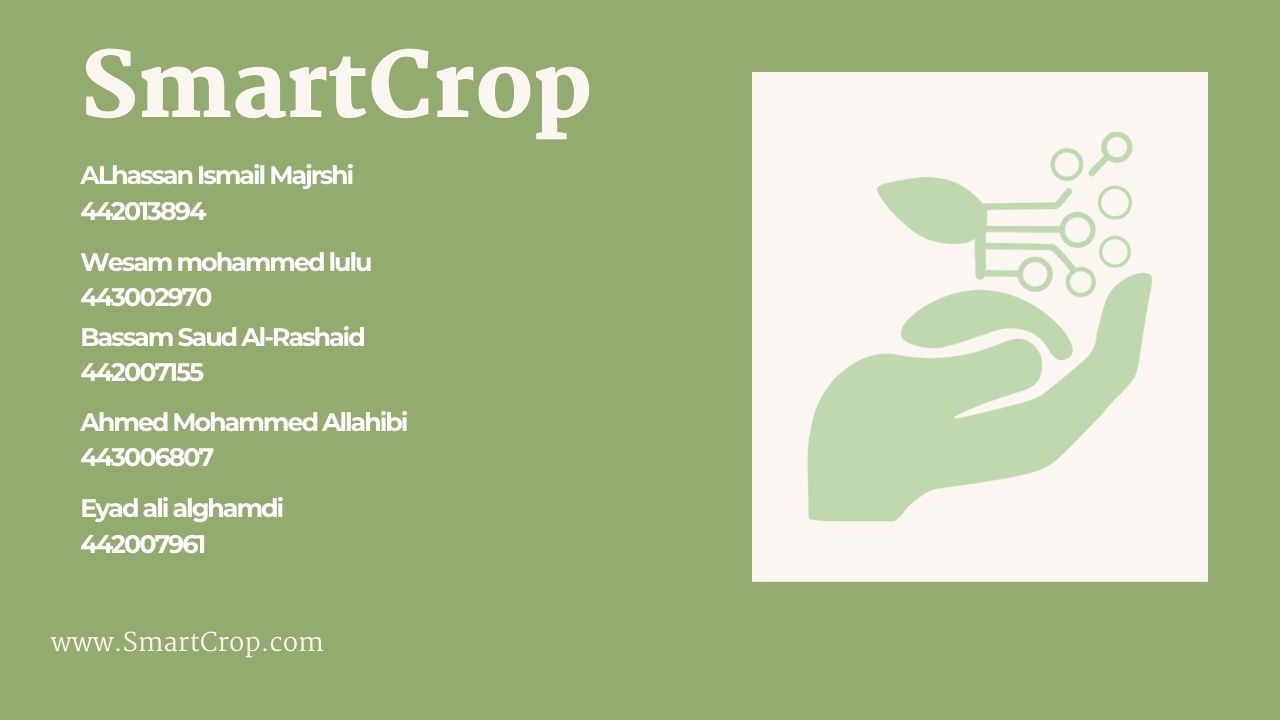 SmartCrop
ALhassan Ismail Majrshi
442013894
Wesam mohammed lulu
443002970
Bassam Saud Al-Rashaid
442007155
Ahmed Mohammed Allahibi
443006807
Eyad ali alghamdi
442007961
www.SmartCrop.com